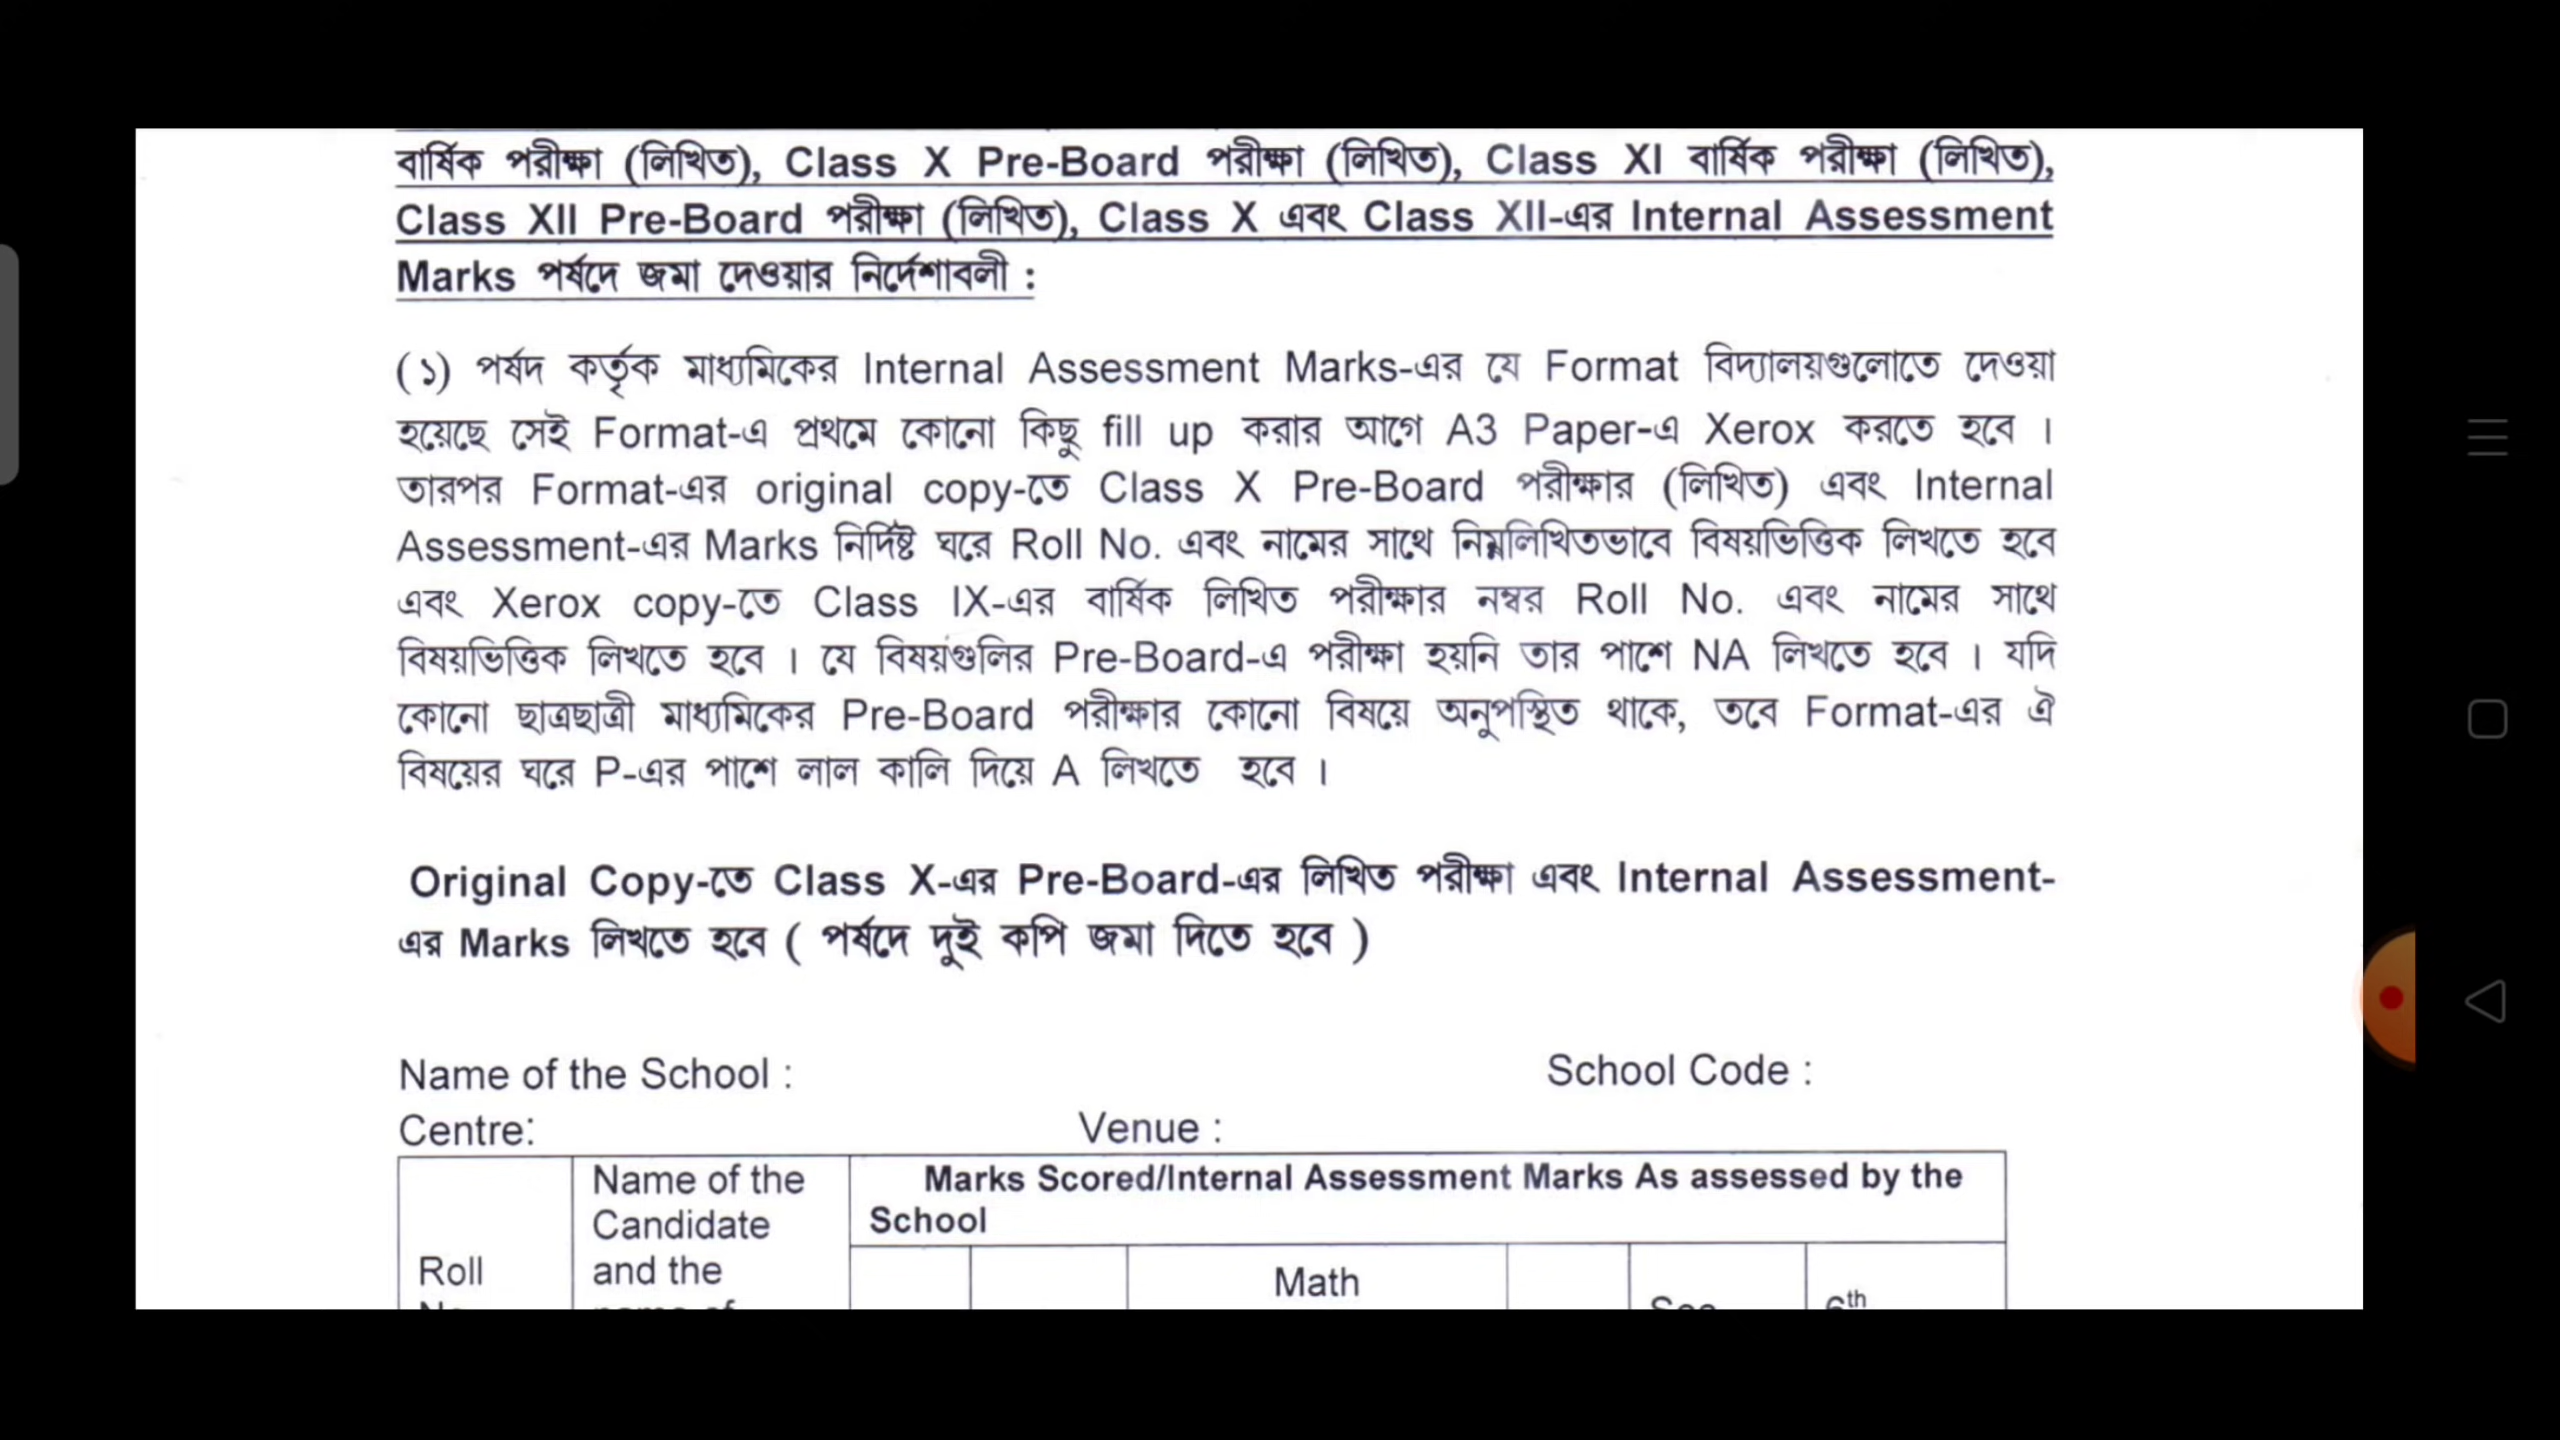 বার্ষিক পরীক্ষা (লিখিত), Class X Pre-Board পরীক্ষা (লিখিত), Class XI বার্ষিক পরীক্ষা (লিখিত),
Class XII Pre-Board পরীক্ষা (লিখিত), Class X এবং Class XII-এর Internal Assessment
Marks পর্ষদে জমা দেওয়ার নির্দেশাবলী :
(১) পর্ষদ কর্তৃক মাধ্যমিকের Internal Assessment Marks-এর যে Format বিদ্যালয়গুলোতে দেওয়া
হয়েছে সেই Format-এ প্রথমে কোনো কিছু fill up করার আগে A3 Paper-এ Xerox করতে হবে ।
তারপর Format-এর original copy-তে Class X Pre-Board পরীক্ষার (লিখিত) এবং Internal
Assessment-এর Marks নির্দিষ্ট ঘরে Roll No. এবং নামের সাথে নিম্নলিখিতভাবে বিষয়ভিত্তিক লিখতে হবে
এবং Xerox copy-তে Class IX-এর বার্ষিক লিখিত পরীক্ষার নম্বর Roll No. এবং নামের সাথে
বিষয়ভিত্তিক লিখতে হবে । যে বিষয়গুলির Pre-Board-এ পরীক্ষা হয়নি তার পাশে NA লিখতে হবে । যদি
কোনো ছাত্রছাত্রী মাধ্যমিকের Pre-Board পরীক্ষার কোনো বিষয়ে অনুপস্থিত থাকে, তবে Format-এর ঐ
বিষয়ের ঘরে P-এর পাশে লাল কালি দিয়ে A লিখতে হবে ।
Original Copy-তে Class X-এর Pre-Board-এর লিখিত পরীক্ষা এবং Internal Assessment-
এর Marks লিখতে হবে ( পর্ষদে দুই কপি জমা দিতে হবে )
Name of the School : School Code :
Centre: Venue :
Name of the Marks Scored/Internal Assessment Marks As assessed by the
Candidate School
Roll and the Math
6th